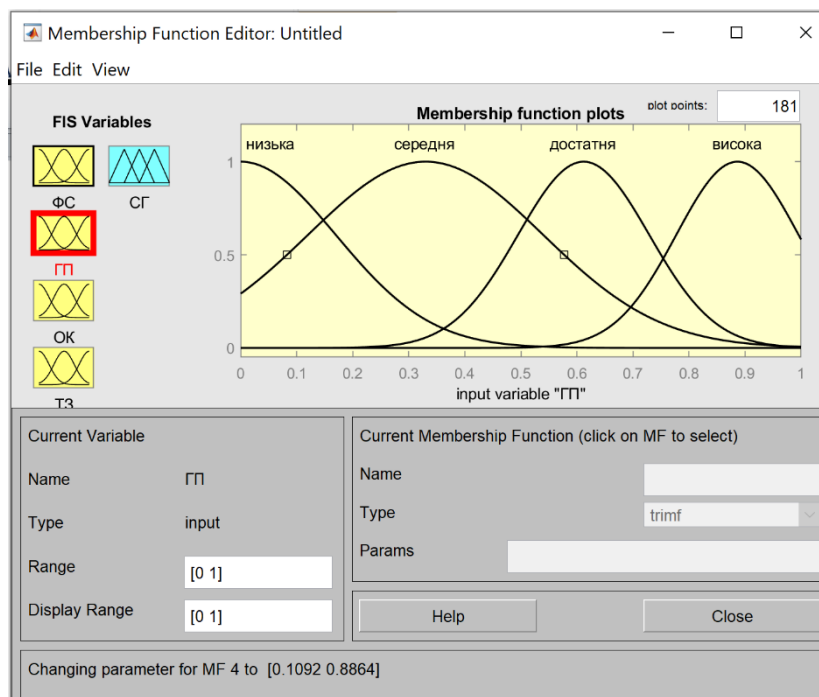 Membership Function Editor: Untitled
File Edit View
FIS Variables
ФС
СГ
ГП
ОК
ТЗ
Membership function plots
plot points:
181
низька
середня
достатня
висока
1
0.5
0
0 0.1 0.2 0.3 0.4 0.5 0.6 0.7 0.8 0.9 1
input variable "ГП"
Current Variable
Name ГП
Type input
Range [0 1]
Display Range [0 1]
Current Membership Function (click on MF to select)
Name
Type trimf
Params
Help
Close
Changing parameter for MF 4 to [0.1092 0.8864]